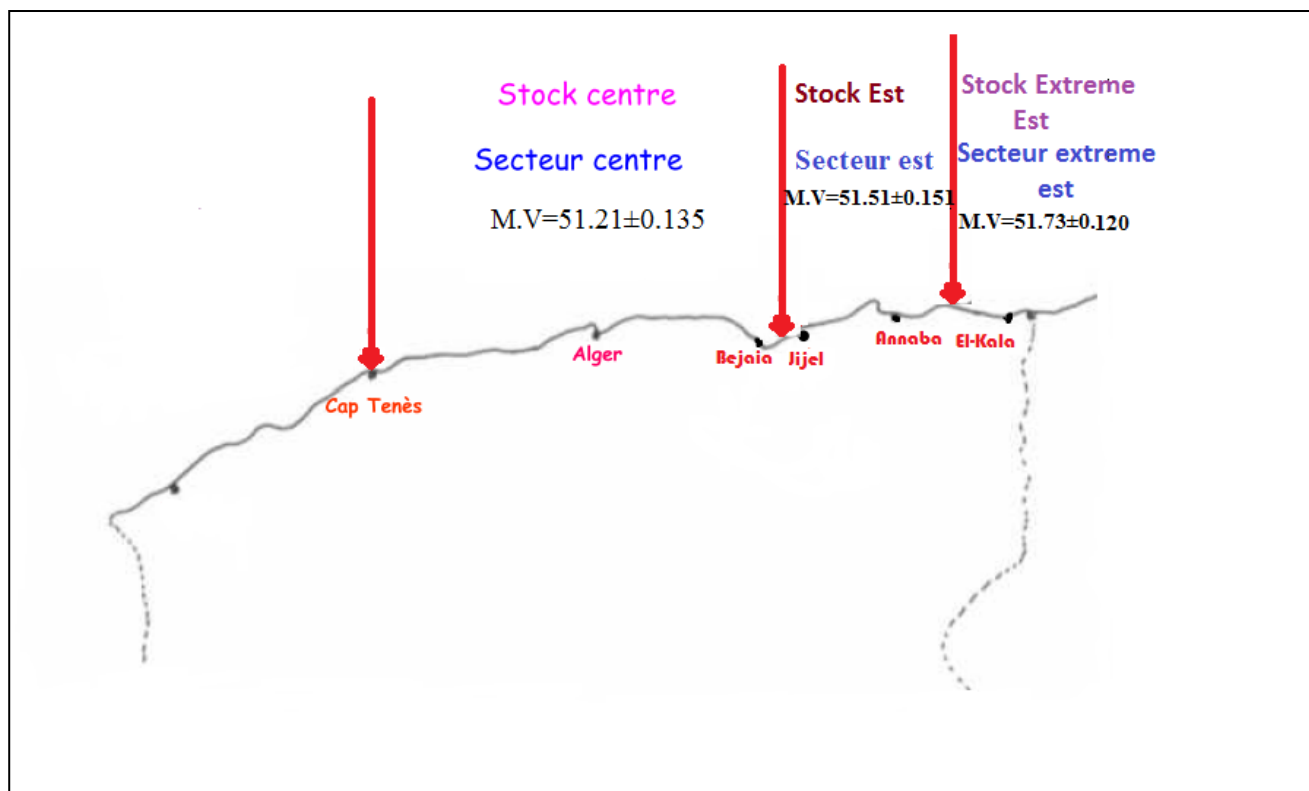 Stock centre
Secteur centre
M.V=51.21±0.135
Stock Est
Secteur est
M.V=51.51±0.151
Stock Extreme
Est
Secteur extreme
est
M.V=51.73±0.120
Cap Tenès
Alger
Bejaia
Jijel
Annaba
El-Kala